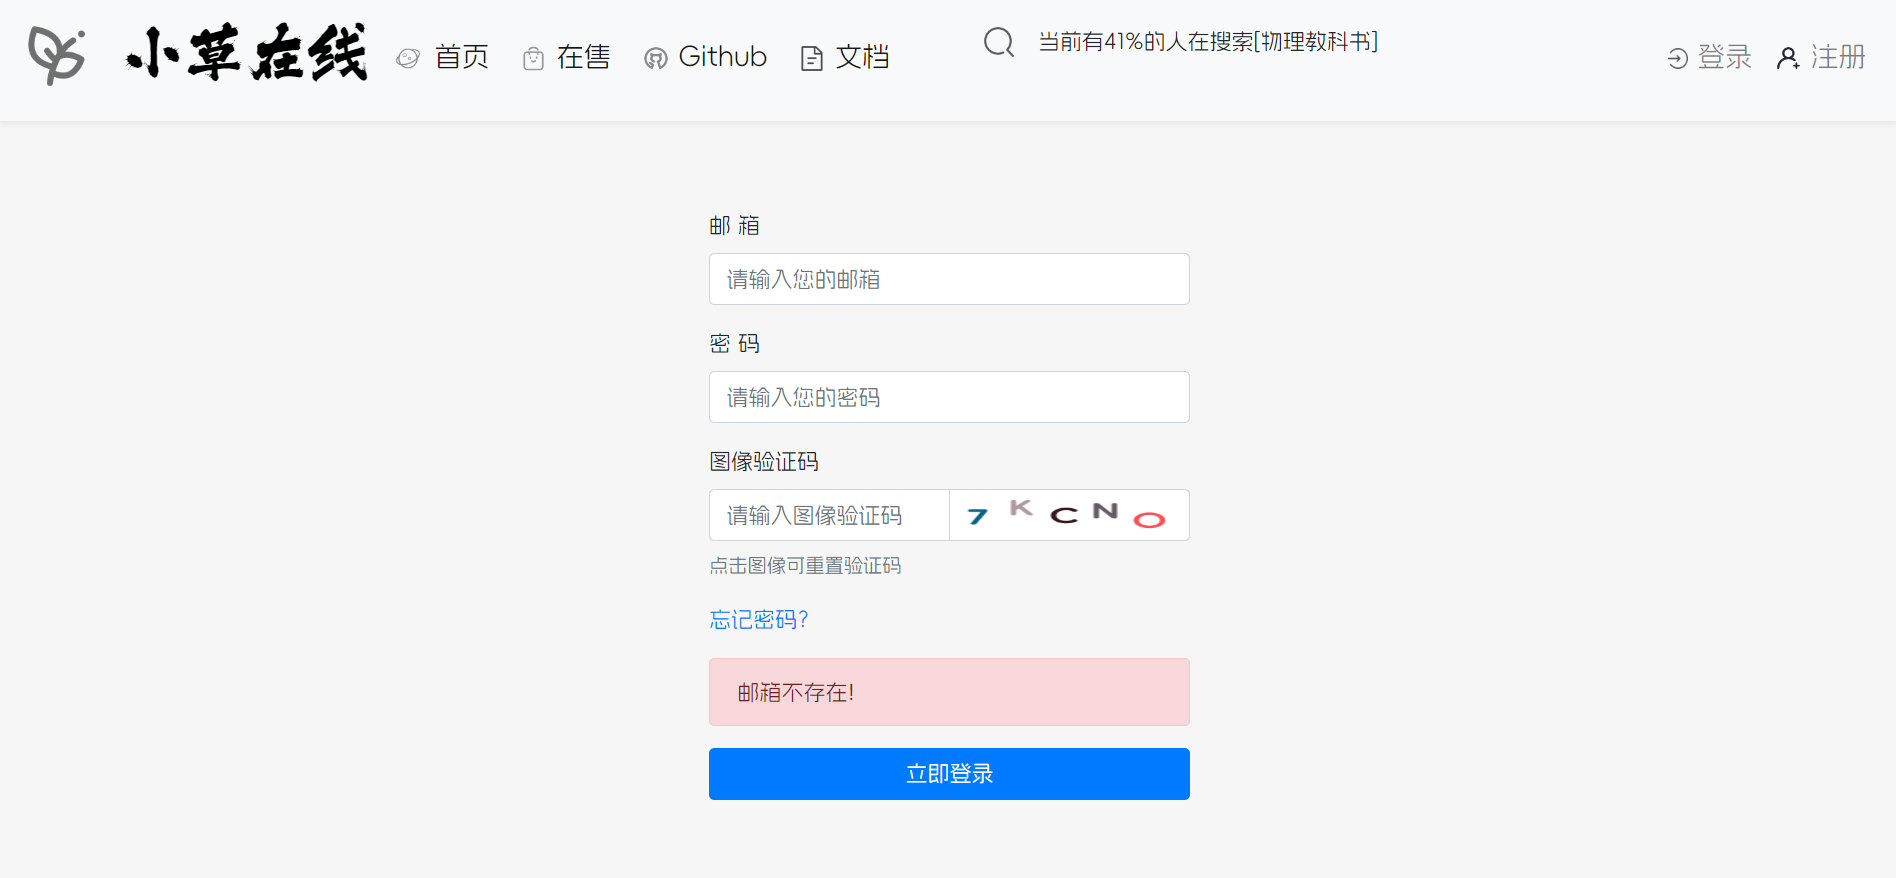 小草在线 首页 在售 Github 文档 当前有41%的人在搜索[物理教科书] 登录 注册
邮 箱
请输入您的邮箱
密 码
请输入您的密码
图像验证码
请输入图像验证码 7 K C N O
点击图像可重置验证码
忘记密码?
邮箱不存在!
立即登录